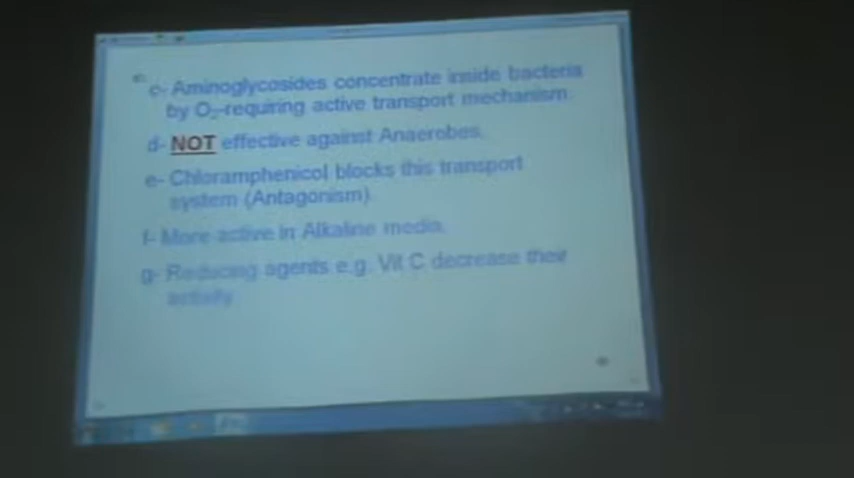 c- Aminoglycosides concentrate inside bacteria
by O₂-requiring active transport mechanism.
d- NOT effective against Anaerobes.
e- Chloramphenicol blocks this transport
system (Antagonism).
f- More active in Alkaline media.
g- Reducing agents e.g. Vit C decrease their
activity.